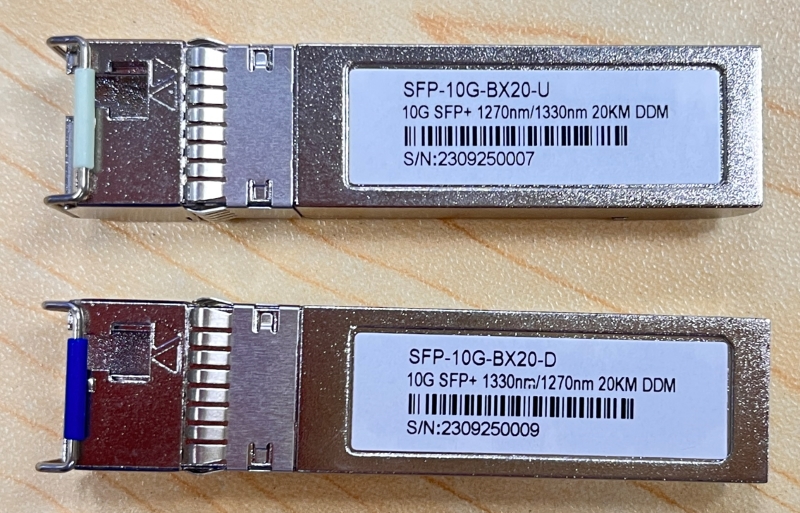 SFP-10G-BX20-U
10G SFP+ 1270nm/1330nm 20KM DDM
S/N:2309250007
SFP-10G-BX20-D
10G SFP+ 1330nm/1270nm 20KM DDM
S/N:2309250009